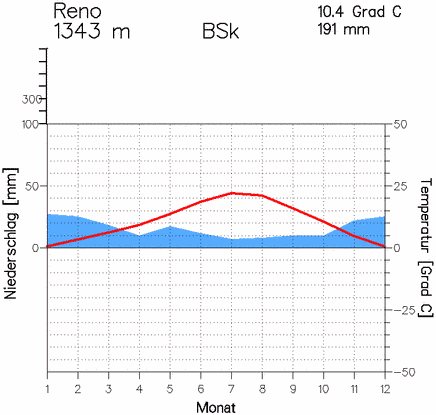 Reno
10.4 Grad C
1343 m
BSk
191 mm
300
100
50
50
25
0
0
-25
-50
Niederschlag [mm]
Temperatur [Grad C]
1 2 3 4 5 6 7 8 9 10 11 12
Monat